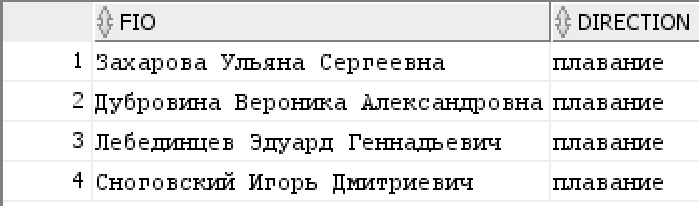 FIO DIRECTION
1 Захарова Ульяна Сергеевна плавание
2 Дубровина Вероника Александровна плавание
3 Лебединцев Эдуард Геннадьевич плавание
4 Сноговский Игорь Дмитриевич плавание